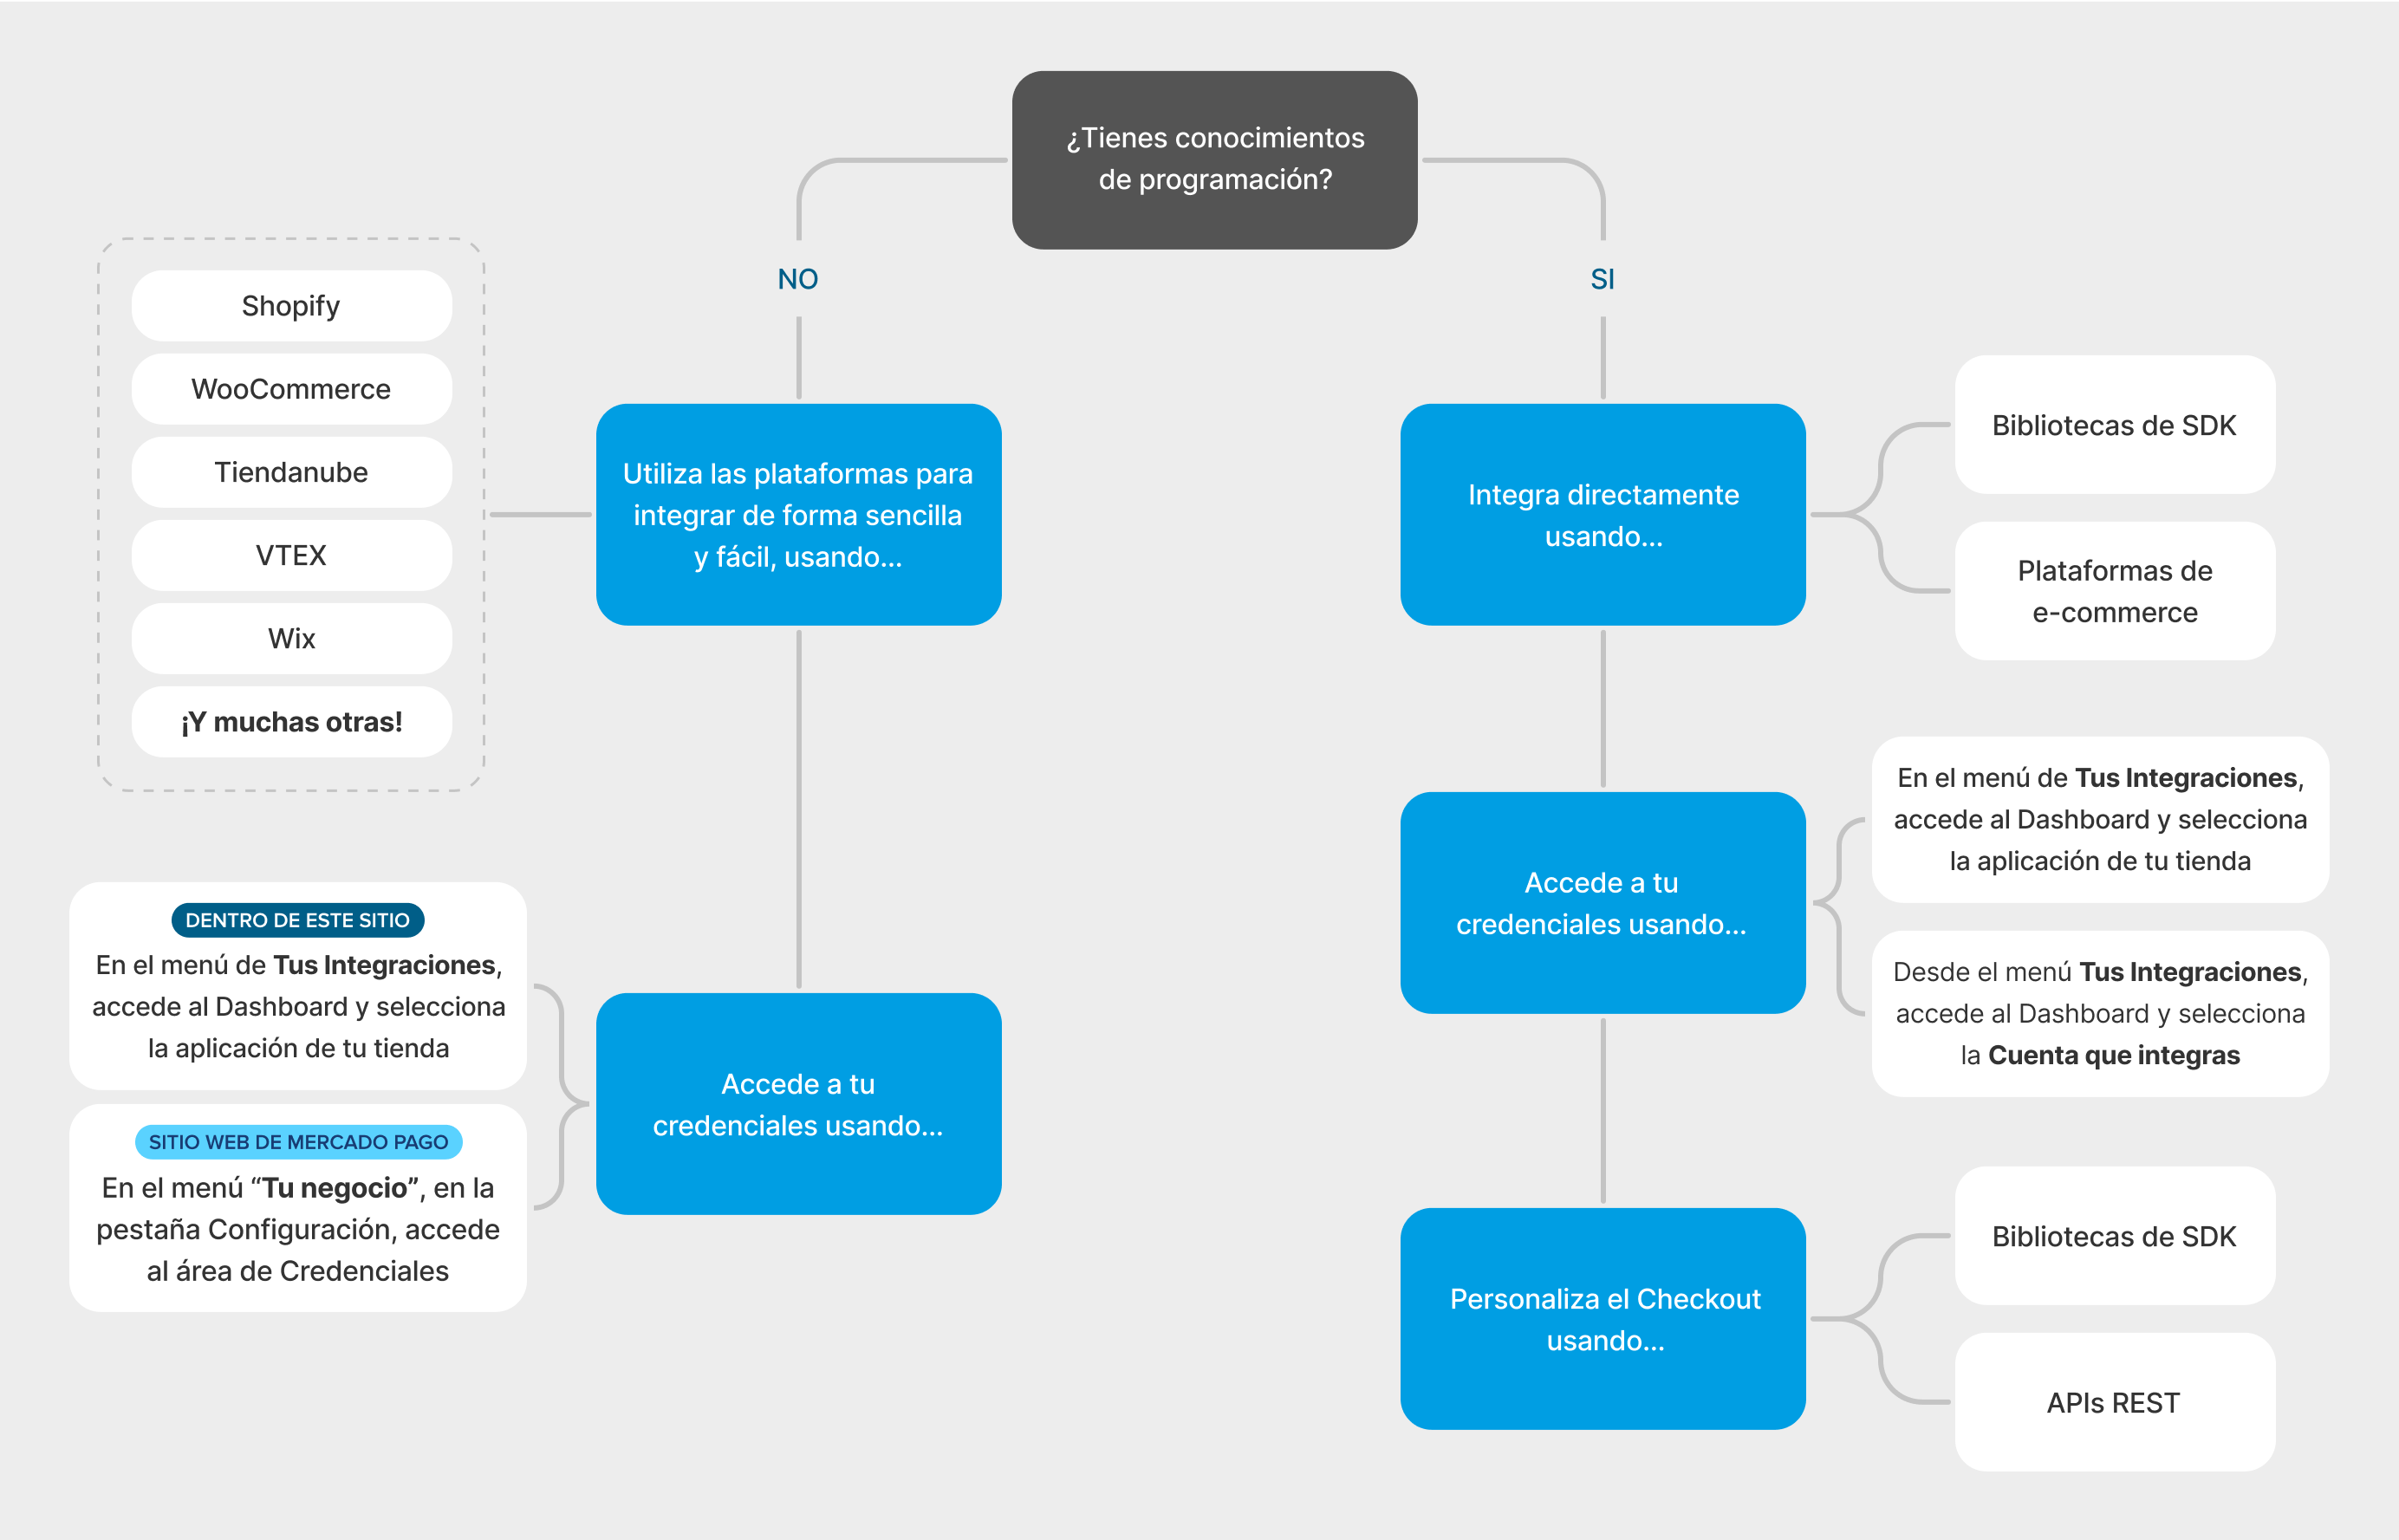 ¿Tienes conocimientos
de programación?
NO
SI
Shopify
WooCommerce
Tiendanube
VTEX
Wix
¡Y muchas otras!
Utiliza las plataformas para
integrar de forma sencilla
y fácil, usando...
Integra directamente
usando...
Bibliotecas de SDK
Plataformas de
e-commerce
DENTRO DE ESTE SITIO
En el menú de Tus Integraciones,
accede al Dashboard y selecciona
la aplicación de tu tienda
SITIO WEB DE MERCADO PAGO
En el menú “Tu negocio”, en la
pestaña Configuración, accede
al área de Credenciales
Accede a tu
credenciales usando...
Accede a tu
credenciales usando...
En el menú de Tus Integraciones,
accede al Dashboard y selecciona
la aplicación de tu tienda
Desde el menú Tus Integraciones,
accede al Dashboard y selecciona
la Cuenta que integras
Personaliza el Checkout
usando...
Bibliotecas de SDK
APIs REST